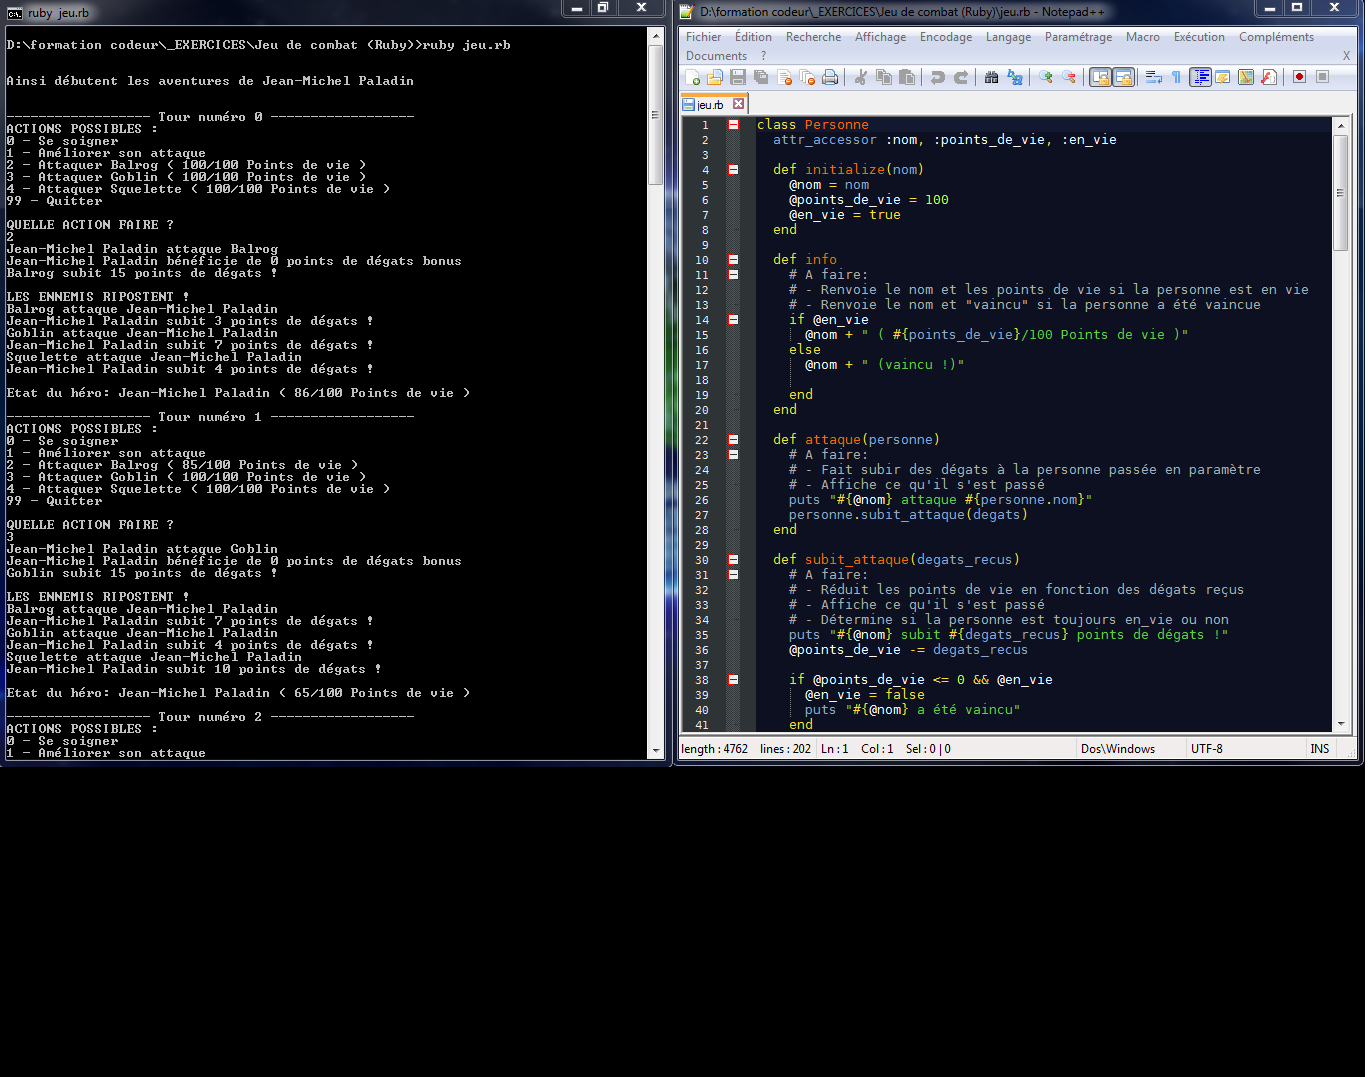 ruby jeu.rb
D:\formation codeur\_EXERCICES\Jeu de combat (Ruby)>ruby jeu.rb
Ainsi débutent les aventures de Jean-Michel Paladin
------------------ Tour numéro 0 ------------------
ACTIONS POSSIBLES :
0 - Se soigner
1 - Améliorer son attaque
2 - Attaquer Balrog ( 100/100 Points de vie )
3 - Attaquer Goblin ( 100/100 Points de vie )
4 - Attaquer Squelette ( 100/100 Points de vie )
99 - Quitter
QUELLE ACTION FAIRE ?
2
Jean-Michel Paladin attaque Balrog
Jean-Michel Paladin bénéficie de 0 points de dégats bonus
Balrog subit 15 points de dégats !
LES ENNEMIS RIPOSTENT !
Balrog attaque Jean-Michel Paladin
Jean-Michel Paladin subit 3 points de dégats !
Goblin attaque Jean-Michel Paladin
Jean-Michel Paladin subit 7 points de dégats !
Squelette attaque Jean-Michel Paladin
Jean-Michel Paladin subit 4 points de dégats !
Etat du héro: Jean-Michel Paladin ( 86/100 Points de vie )
------------------ Tour numéro 1 ------------------
ACTIONS POSSIBLES :
0 - Se soigner
1 - Améliorer son attaque
2 - Attaquer Balrog ( 85/100 Points de vie )
3 - Attaquer Goblin ( 100/100 Points de vie )
4 - Attaquer Squelette ( 100/100 Points de vie )
99 - Quitter
QUELLE ACTION FAIRE ?
3
Jean-Michel Paladin attaque Goblin
Jean-Michel Paladin bénéficie de 0 points de dégats bonus
Goblin subit 15 points de dégats !
LES ENNEMIS RIPOSTENT !
Balrog attaque Jean-Michel Paladin
Jean-Michel Paladin subit 7 points de dégats !
Goblin attaque Jean-Michel Paladin
Jean-Michel Paladin subit 4 points de dégats !
Squelette attaque Jean-Michel Paladin
Jean-Michel Paladin subit 10 points de dégats !
Etat du héro: Jean-Michel Paladin ( 65/100 Points de vie )
------------------ Tour numéro 2 ------------------
ACTIONS POSSIBLES :
0 - Se soigner
1 - Améliorer son attaque
D:\formation codeur\_EXERCICES\Jeu de combat (Ruby)\jeu.rb - Notepad++
Fichier Édition Recherche Affichage Encodage Langage Paramétrage Macro Exécution Compléments
Documents ? X
jeu.rb
1 class Personne
2 attr_accessor :nom, :points_de_vie, :en_vie
3
4 def initialize(nom)
5 @nom = nom
6 @points_de_vie = 100
7 @en_vie = true
8 end
9
10 def info
11 # A faire:
12 # - Renvoie le nom et les points de vie si la personne est en vie
13 # - Renvoie le nom et "vaincu" si la personne a été vaincue
14 if @en_vie
15 @nom + " ( #{points_de_vie}/100 Points de vie )"
16 else
17 @nom + " (vaincu !)"
18
19 end
20 end
21
22 def attaque(personne)
23 # A faire:
24 # - Fait subir des dégats à la personne passée en paramètre
25 # - Affiche ce qu'il s'est passé
26 puts "#{@nom} attaque #{personne.nom}"
27 personne.subit_attaque(degats)
28 end
29
30 def subit_attaque(degats_recus)
31 # A faire:
32 # - Réduit les points de vie en fonction des dégats reçus
33 # - Affiche ce qu'il s'est passé
34 # - Détermine si la personne est toujours en_vie ou non
35 puts "#{@nom} subit #{degats_recus} points de dégats !"
36 @points_de_vie -= degats_recus
37
38 if @points_de_vie <= 0 && @en_vie
39 @en_vie = false
40 puts "#{@nom} a été vaincu"
41 end
length : 4762 lines : 202 Ln : 1 Col : 1 Sel : 0 | 0 Dos\Windows UTF-8 INS